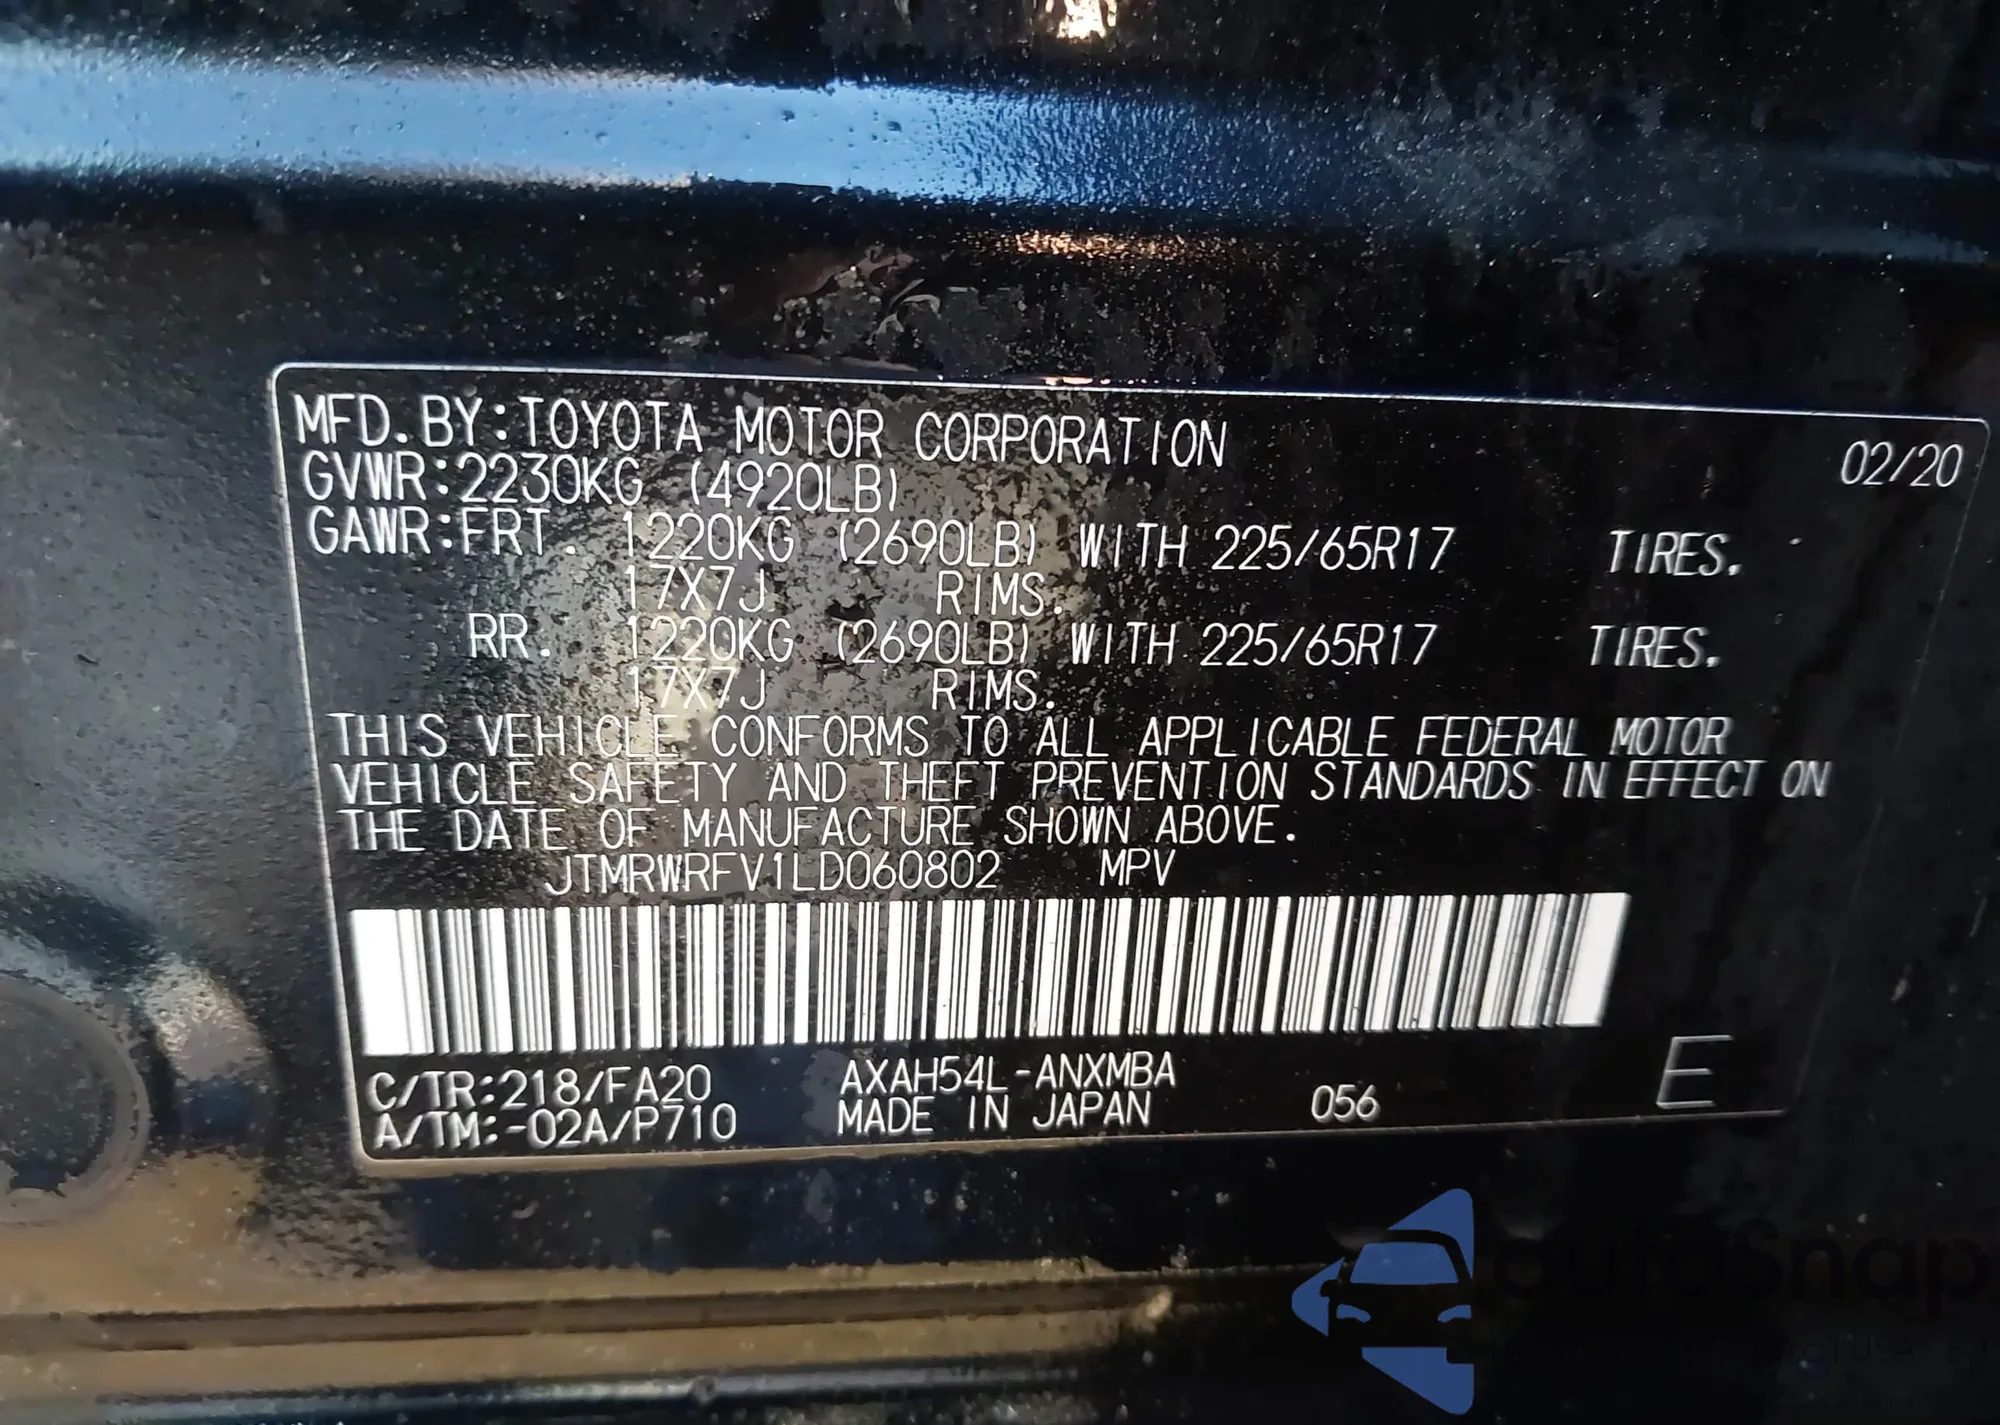 MFD.BY:TOYOTA MOTOR CORPORATION 02/20
GVWR:2230KG (4920LB)
GAWR:FRT. 1220KG (2690LB) WITH 225/65R17 TIRES.
17X7J RIMS.
RR. 1220KG (2690LB) WITH 225/65R17 TIRES.
17X7J RIMS.
THIS VEHICLE CONFORMS TO ALL APPLICABLE FEDERAL MOTOR
VEHICLE SAFETY AND THEFT PREVENTION STANDARDS IN EFFECT ON
THE DATE OF MANUFACTURE SHOWN ABOVE.
JTMRWRFV1LD060802 MPV
C/TR:218/FA20 AXAH54L-ANXMBA
A/TM:-02A/P710 MADE IN JAPAN 056 E
autoSnap